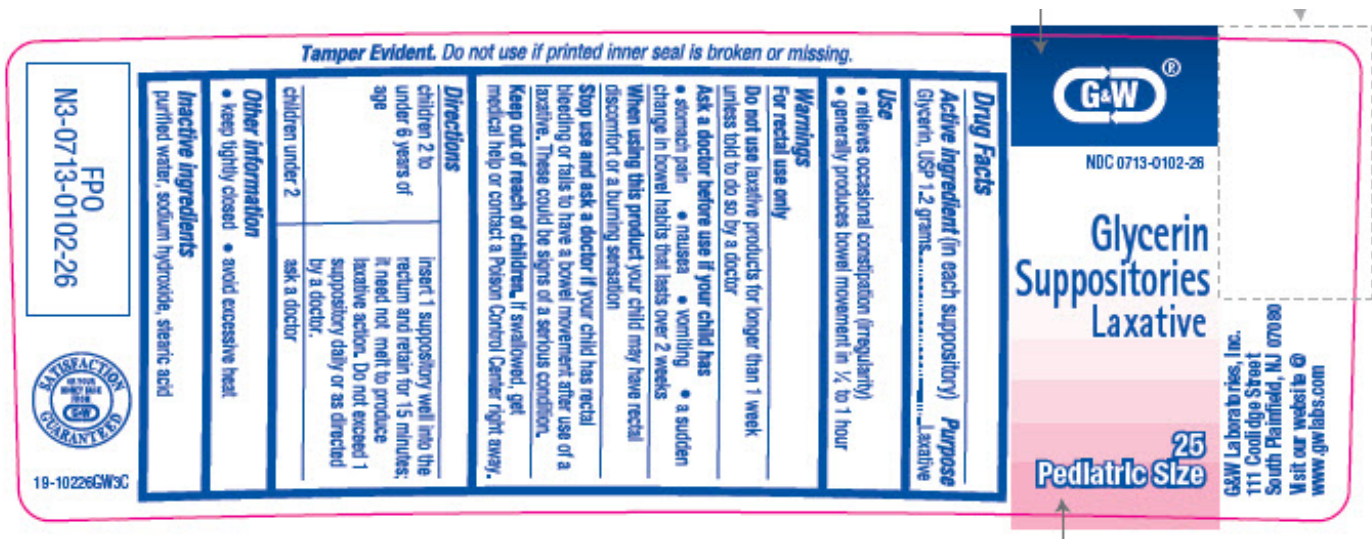 Tamper Evident. Do not use if printed inner seal is broken or missing.
G&W®
NDC 0713-0102-26
Glycerin
Suppositories
Laxative
25
Pediatric Size
G&W Laboratories, Inc.
111 Coolidge Street
South Plainfield, NJ 07080
Visit our website @
www.gwlabs.com
Drug Facts
Active ingredient (in each suppository) Purpose
Glycerin, USP 1.2 grams Laxative
Use
• relieves occasional constipation (irregularity)
• generally produces bowel movement in ¼ to 1 hour
Warnings
For rectal use only
Do not use laxative products for longer than 1 week
unless told to do so by a doctor
Ask a doctor before use if your child has
• stomach pain • nausea • vomiting • a sudden
change in bowel habits that lasts over 2 weeks
When using this product your child may have rectal
discomfort or a burning sensation
Stop use and ask a doctor if your child has rectal
bleeding or fails to have a bowel movement after use of a
laxative. These could be signs of a serious condition.
Keep out of reach of children. If swallowed, get
medical help or contact a Poison Control Center right away.
Directions
children 2 to
under 6 years of
age
insert 1 suppository well into the
rectum and retain for 15 minutes;
it need not melt to produce
laxative action. Do not exceed 1
suppository daily or as directed
by a doctor.
children under 2
ask a doctor
Other information
• keep tightly closed • avoid excessive heat
Inactive ingredients
purified water, sodium hydroxide, stearic acid
FPO
N3-0713-0102-26
SATISFACTION
OR YOUR
MONEY BACK
FROM
G&W
GUARANTEED
19-10226GW3C